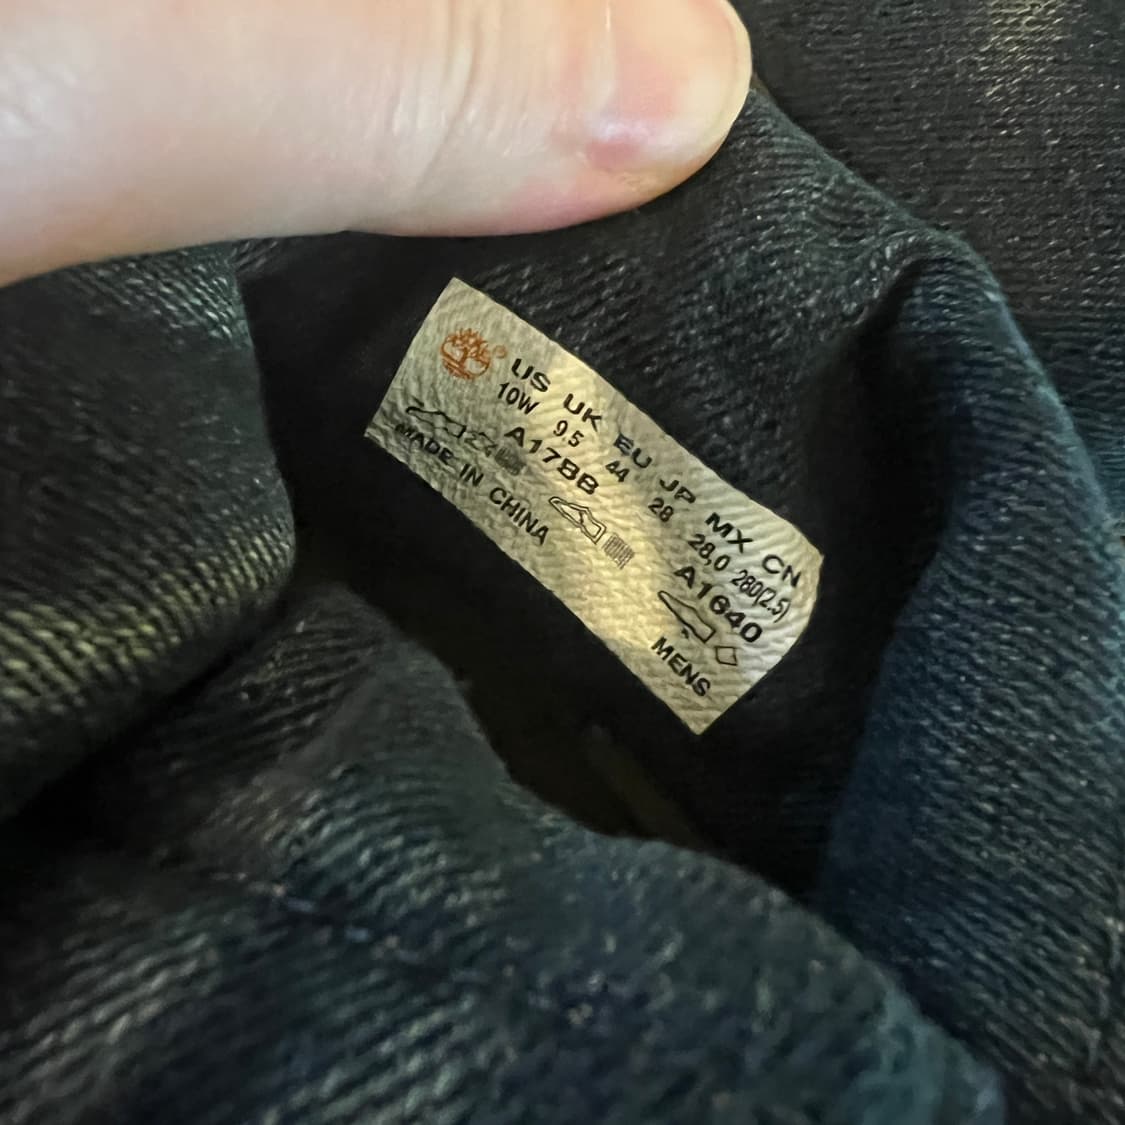 US UK EU JP MX CN
10W 9.5 44 28 28,0 280(2.5)
A17BB A1640
MADE IN CHINA MENS